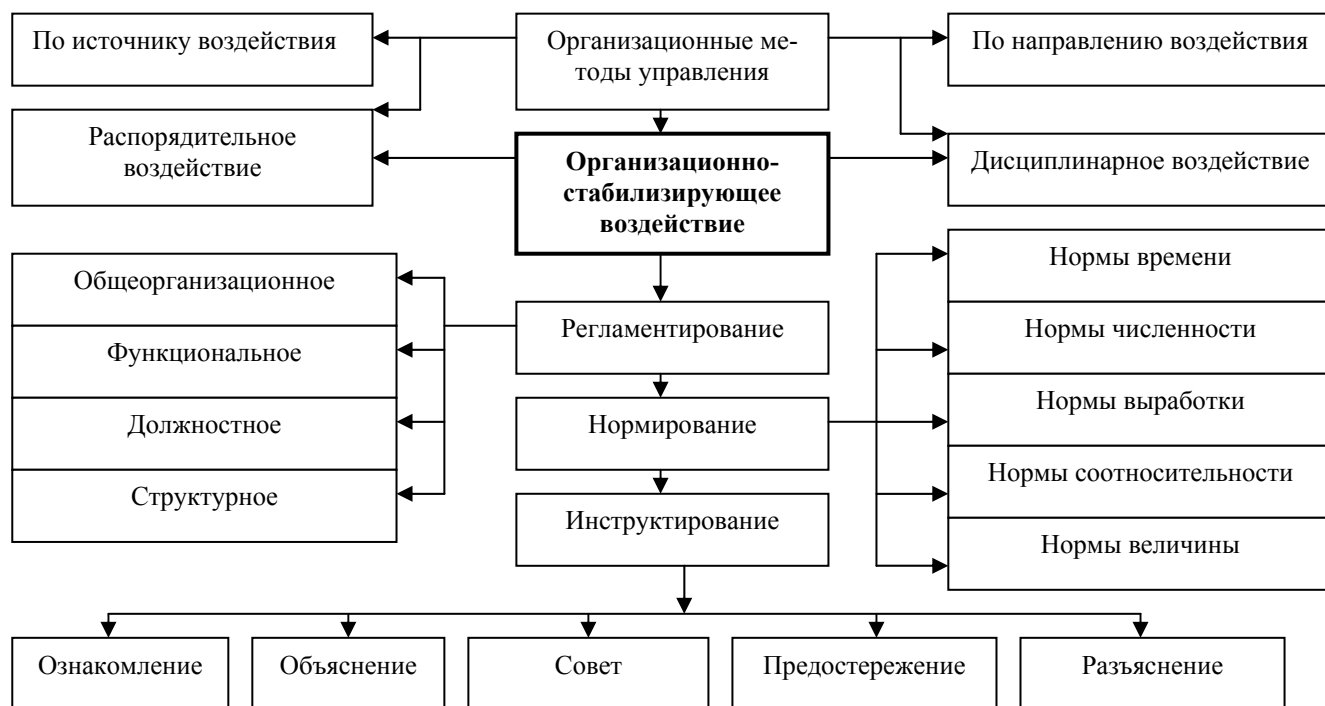 По источнику воздействия
Организационные ме-
тоды управления
По направлению воздействия
Распорядительное
воздействие
Организационно-
стабилизирующее
воздействие
Дисциплинарное воздействие
Общеорганизационное
Функциональное
Должностное
Структурное
Регламентирование
Нормирование
Инструктирование
Нормы времени
Нормы численности
Нормы выработки
Нормы соотносительности
Нормы величины
Ознакомление
Объяснение
Совет
Предостережение
Разъяснение